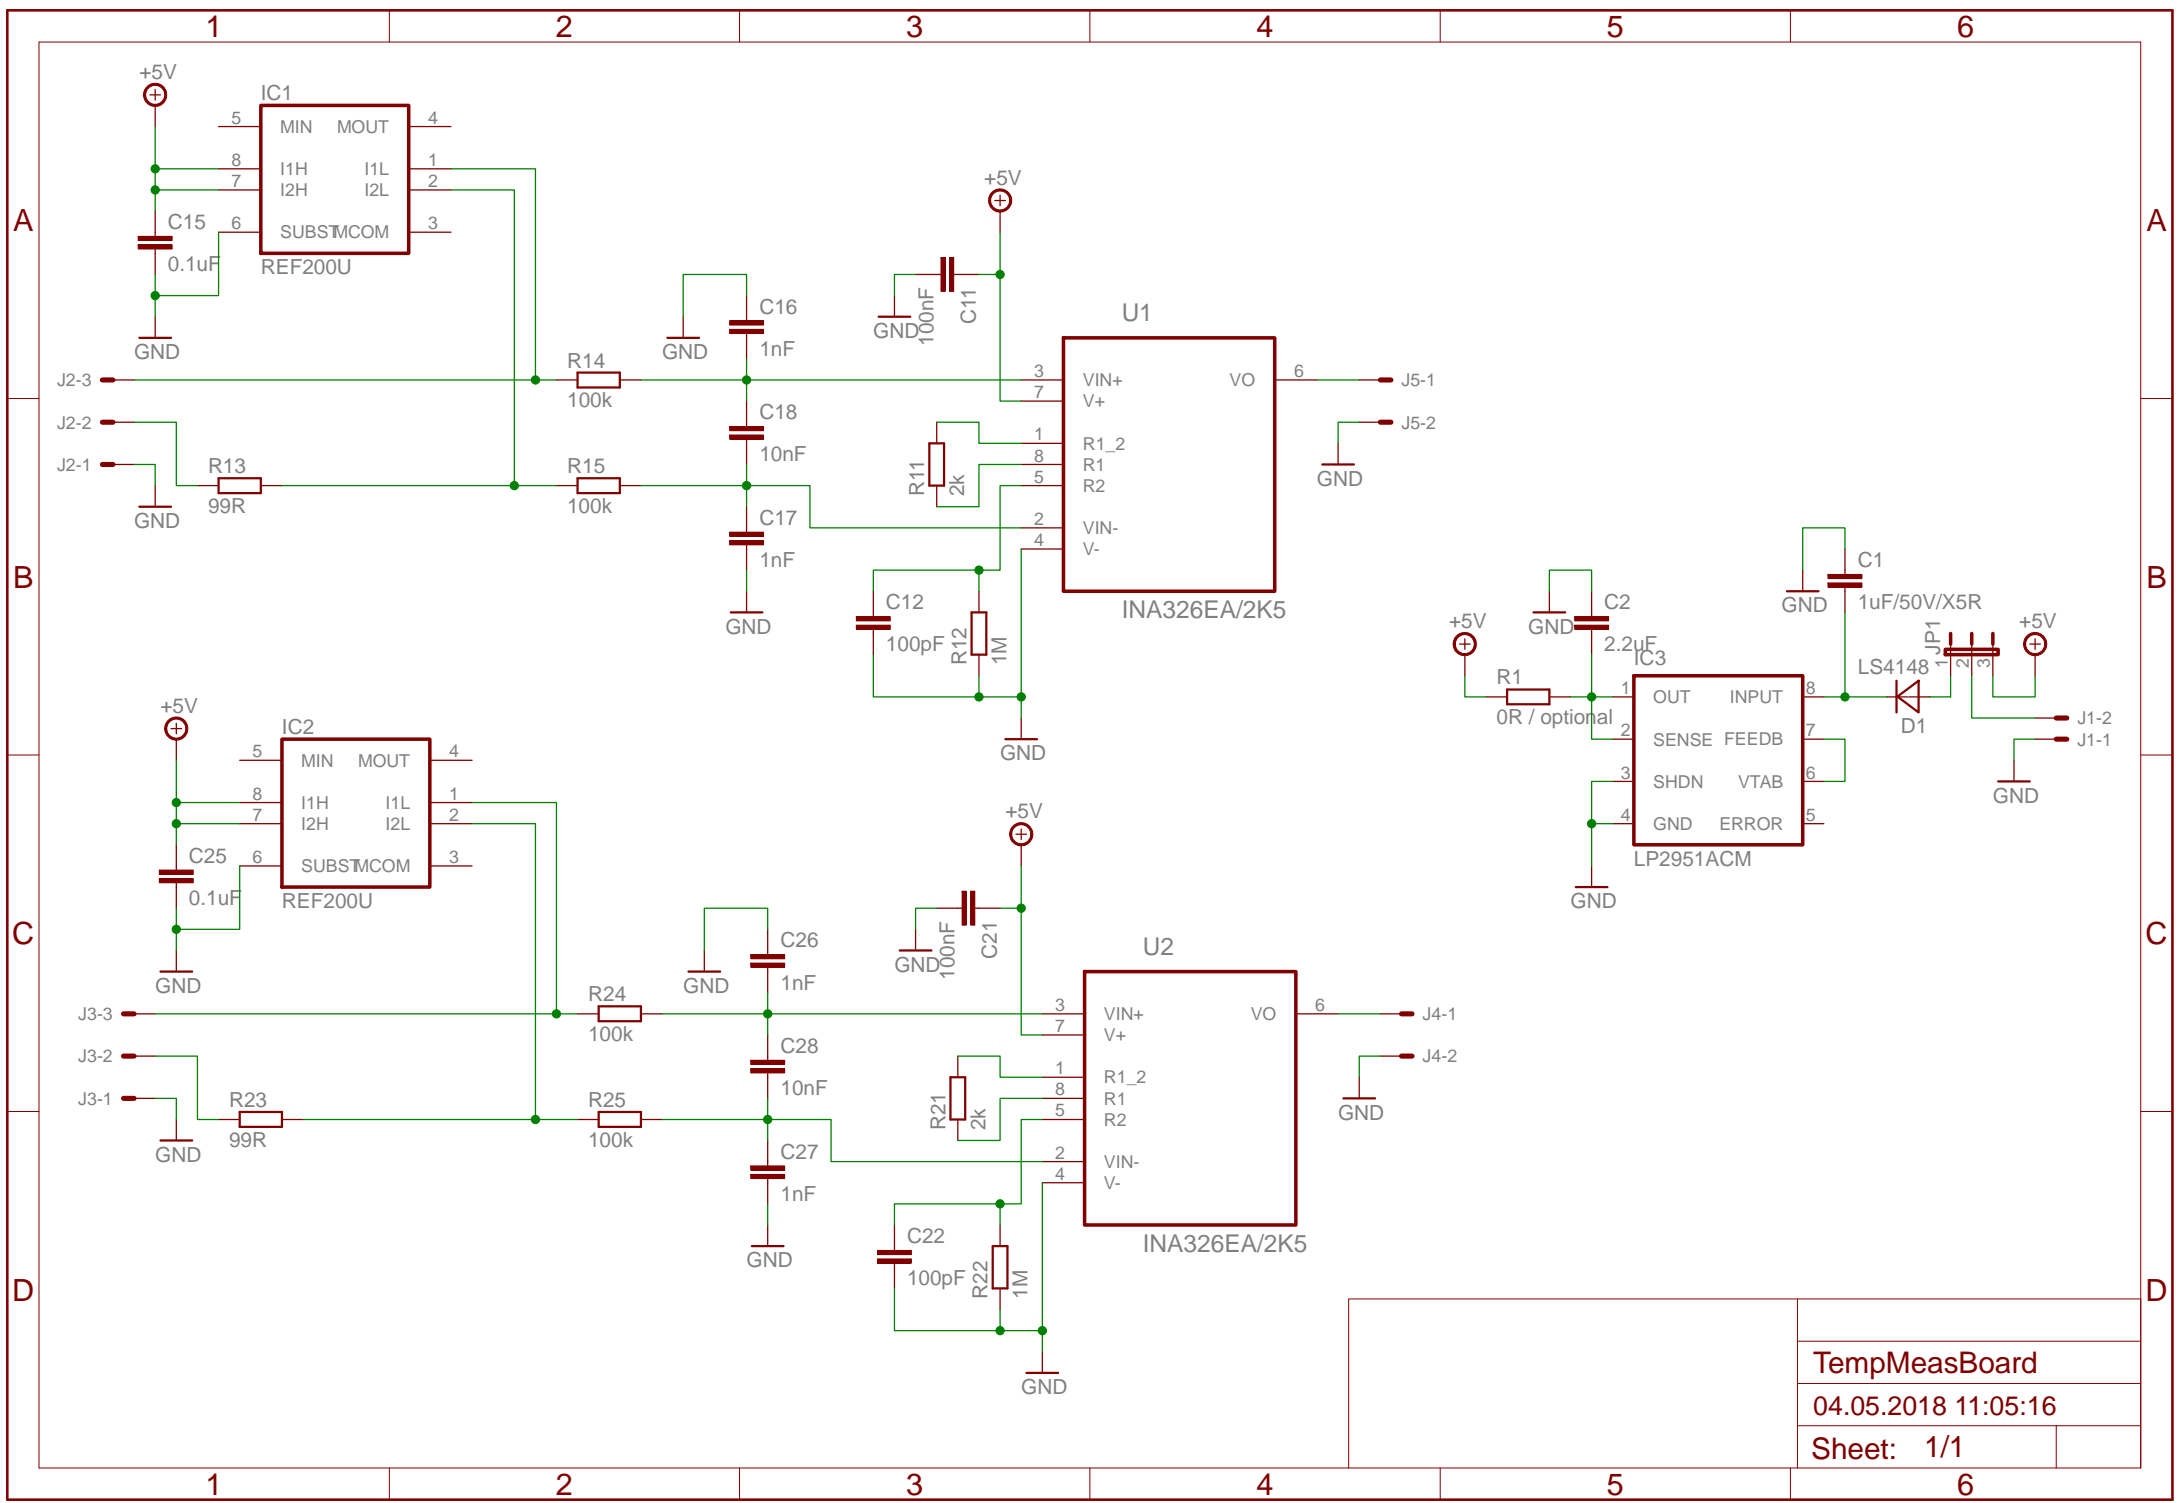 1 2 3 4 5 6
A A
B B
C C
D D
+5V
IC1
5 MIN MOUT 4
8 I1H I1L 1
7 I2H I2L 2
6 SUBST MCOM 3
REF200U
C15
0.1uF
GND
J2-3
J2-2
J2-1
GND
R13
99R
R14
100k
R15
100k
GND
C16
1nF
C18
10nF
C17
1nF
GND
+5V
GND
100nF
C11
U1
3 VIN+ VO 6
7 V+
1 R1_2
8 R1
5 R2
2 VIN-
4 V-
INA326EA/2K5
R11
2k
C12
100pF
R12
1M
GND
J5-1
J5-2
GND
+5V
IC2
5 MIN MOUT 4
8 I1H I1L 1
7 I2H I2L 2
6 SUBST MCOM 3
REF200U
C25
0.1uF
GND
J3-3
J3-2
J3-1
GND
R23
99R
R24
100k
R25
100k
GND
C26
1nF
C28
10nF
C27
1nF
GND
+5V
GND
100nF
C21
U2
3 VIN+ VO 6
7 V+
1 R1_2
8 R1
5 R2
2 VIN-
4 V-
INA326EA/2K5
R21
2k
C22
100pF
R22
1M
GND
J4-1
J4-2
GND
+5V
R1
0R / optional
GND
C2
2.2uF
IC3
1 OUT INPUT 8
2 SENSE FEEDB 7
3 SHDN VTAB 6
4 GND ERROR 5
LP2951ACM
GND
GND
C1
1uF/50V/X5R
LS4148
D1
JP1
1
2
3
+5V
J1-2
J1-1
GND
TempMeasBoard
04.05.2018 11:05:16
Sheet: 1/1
1 2 3 4 5 6